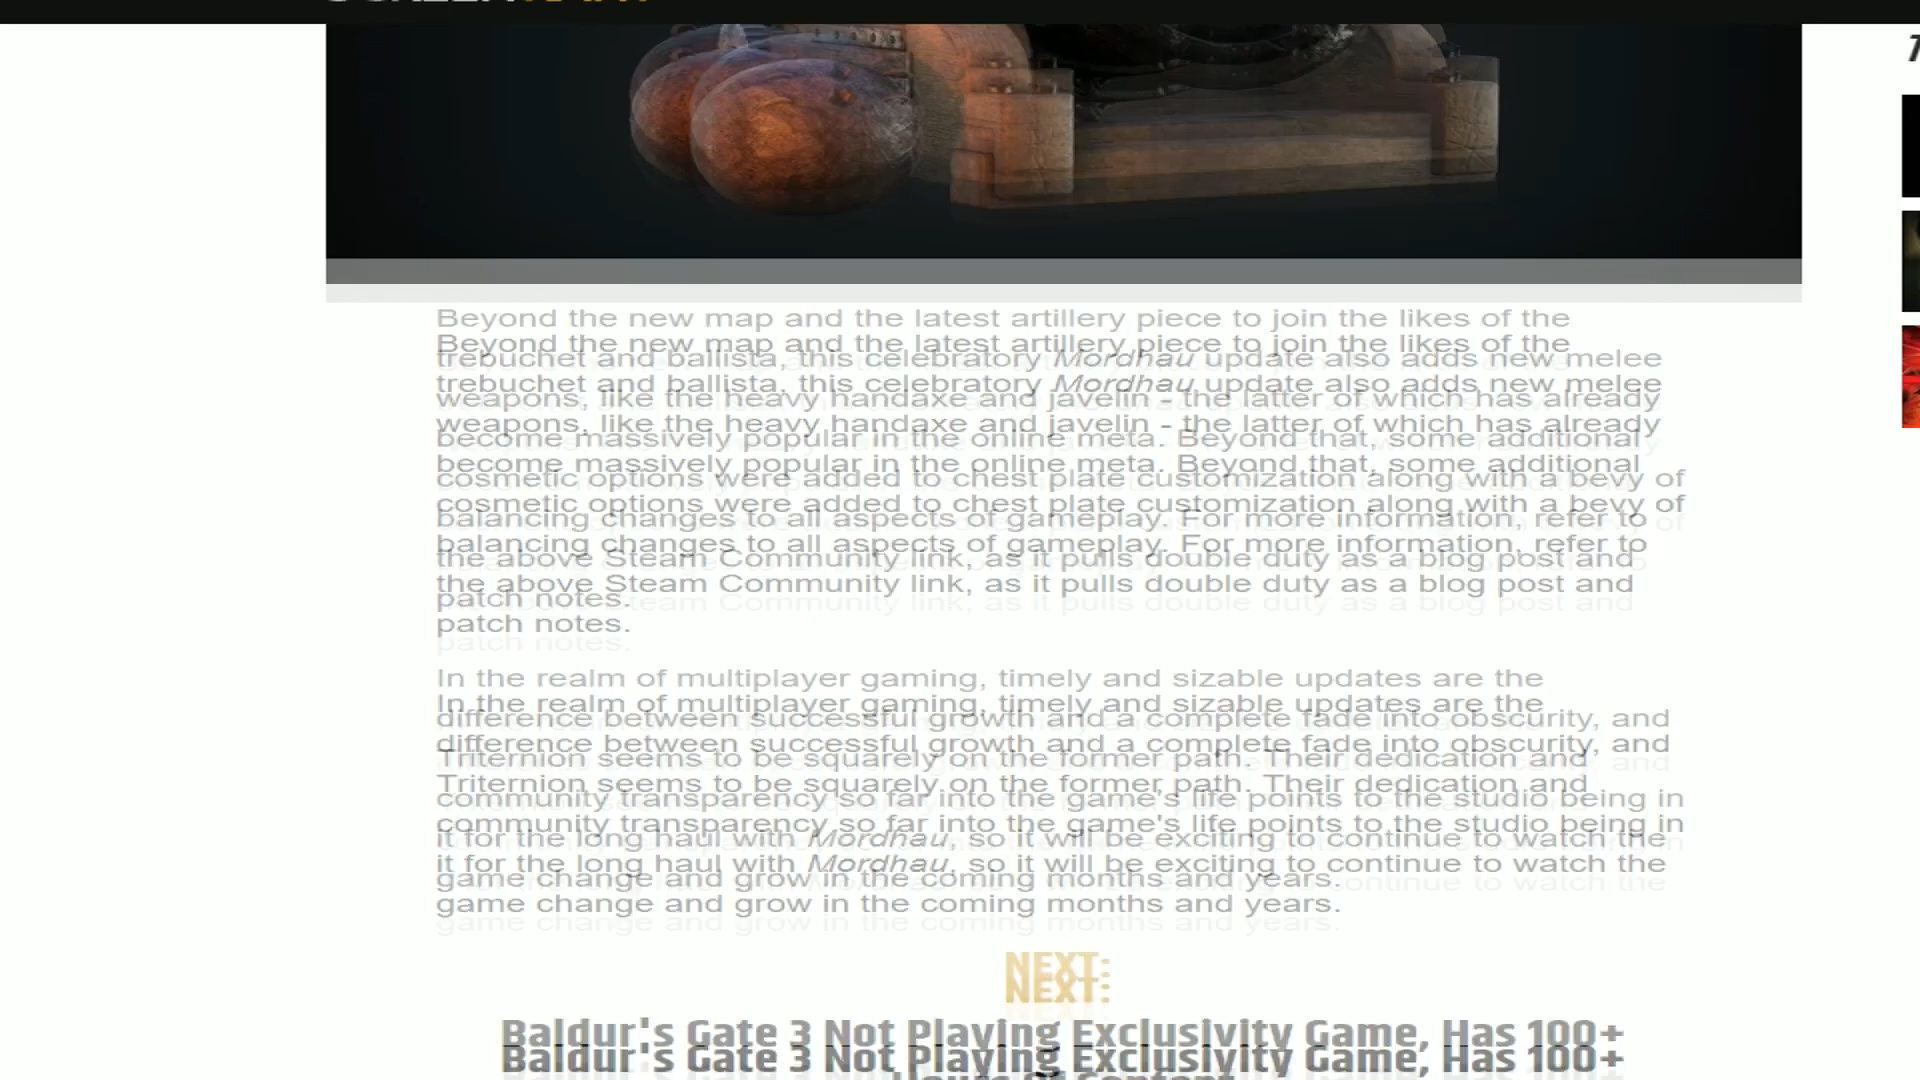 Beyond the new map and the latest artillery piece to join the likes of the
trebuchet and ballista, this celebratory Mordhau update also adds new melee
weapons, like the heavy handaxe and javelin - the latter of which has already
become massively popular in the online meta. Beyond that, some additional
cosmetic options were added to chest plate customization along with a bevy of
balancing changes to all aspects of gameplay. For more information, refer to
the above Steam Community link, as it pulls double duty as a blog post and
patch notes.
In the realm of multiplayer gaming, timely and sizable updates are the
difference between successful growth and a complete fade into obscurity, and
Triternion seems to be squarely on the former path. Their dedication and
community transparency so far into the game's life points to the studio being in
it for the long haul with Mordhau, so it will be exciting to continue to watch the
game change and grow in the coming months and years.
NEXT:
Baldur's Gate 3 Not Playing Exclusivity Game, Has 100+